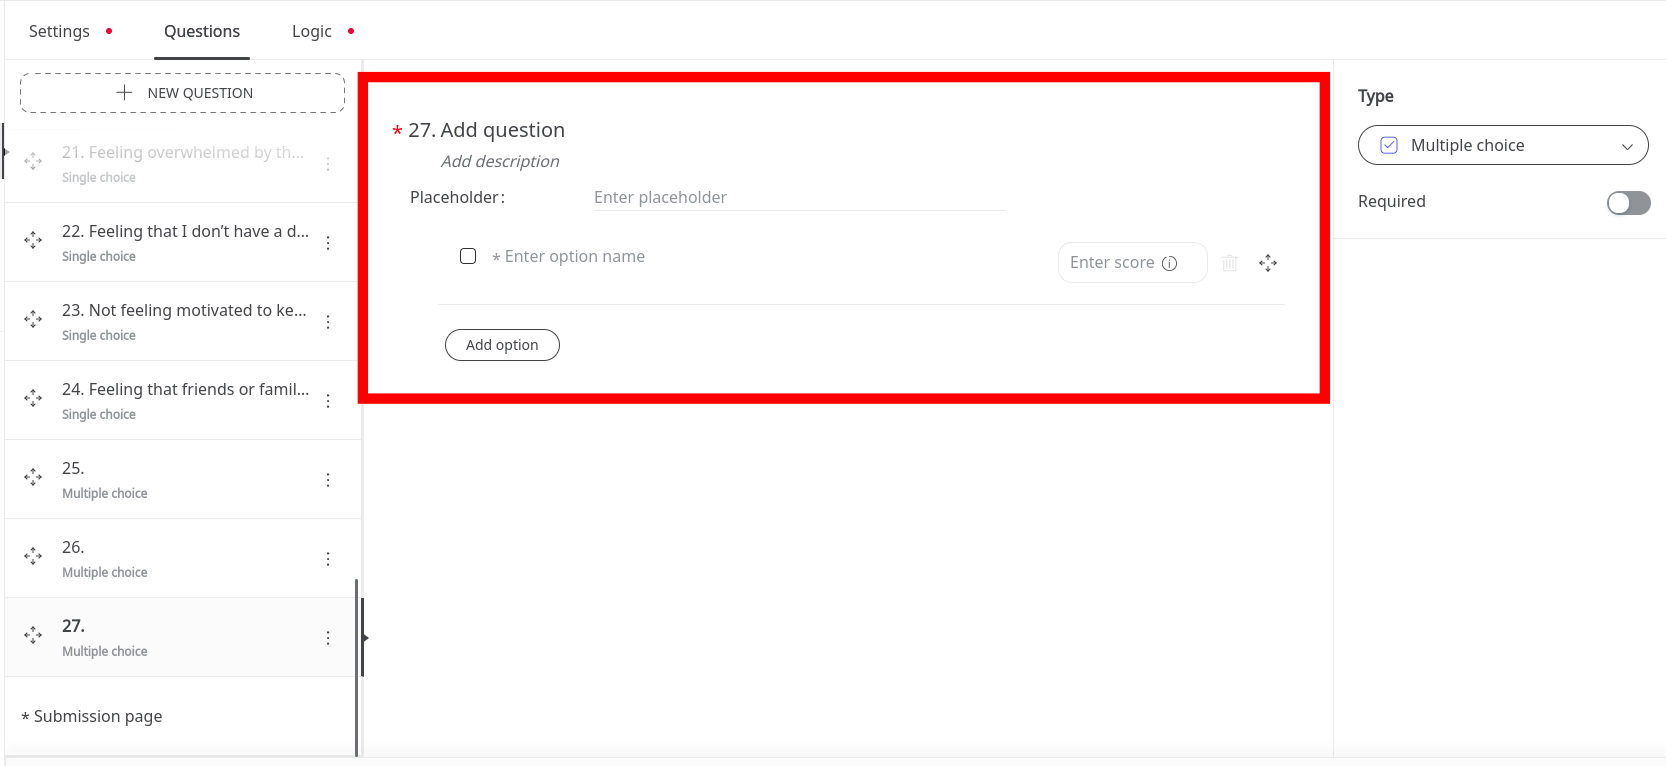 Settings
Questions
Logic
NEW QUESTION
21. Feeling overwhelmed by th...
Single choice
22. Feeling that I don’t have a d...
Single choice
23. Not feeling motivated to ke...
Single choice
24. Feeling that friends or famil...
Single choice
25.
Multiple choice
26.
Multiple choice
27.
Multiple choice
* Submission page
* 27. Add question
Add description
Placeholder: Enter placeholder
* Enter option name
Enter score
Add option
Type
Multiple choice
Required